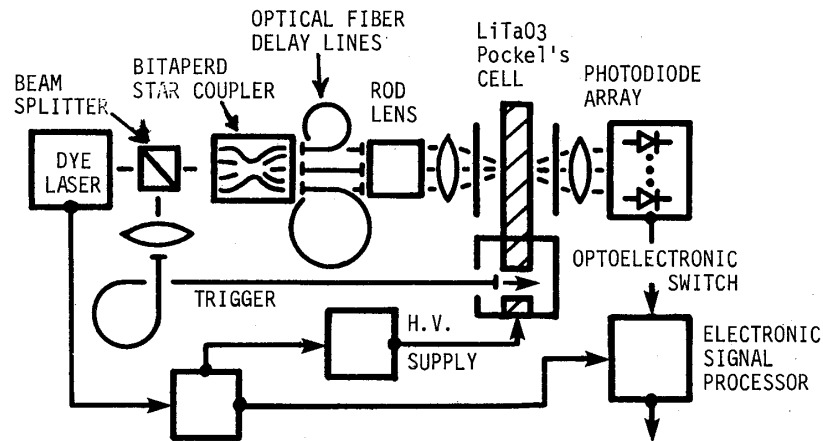 OPTICAL FIBER
DELAY LINES
LiTaO3
Pockel's
CELL
BITAPERD
STAR COUPLER
BEAM
SPLITTER
ROD
LENS
PHOTODIODE
ARRAY
DYE
LASER
OPTOELECTRONIC
SWITCH
TRIGGER
H.V.
SUPPLY
ELECTRONIC
SIGNAL
PROCESSOR